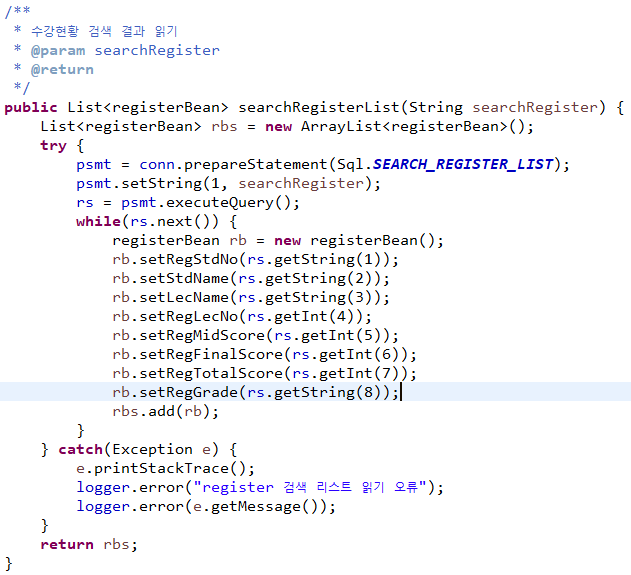 /**
 * 수강현황 검색 결과 읽기
 * @param searchRegister
 * @return
 */
public List<registerBean> searchRegisterList(String searchRegister) {
    List<registerBean> rbs = new ArrayList<registerBean>();
    try {
        psmt = conn.prepareStatement(Sql.SEARCH_REGISTER_LIST);
        psmt.setString(1, searchRegister);
        rs = psmt.executeQuery();
        while(rs.next()) {
            registerBean rb = new registerBean();
            rb.setRegStdNo(rs.getString(1));
            rb.setStdName(rs.getString(2));
            rb.setLecName(rs.getString(3));
            rb.setRegLecNo(rs.getInt(4));
            rb.setRegMidScore(rs.getInt(5));
            rb.setRegFinalScore(rs.getInt(6));
            rb.setRegTotalScore(rs.getInt(7));
            rb.setRegGrade(rs.getString(8));
            rbs.add(rb);
        }
    } catch(Exception e) {
        e.printStackTrace();
        logger.error("register 검색 리스트 읽기 오류");
        logger.error(e.getMessage());
    }
    return rbs;
}